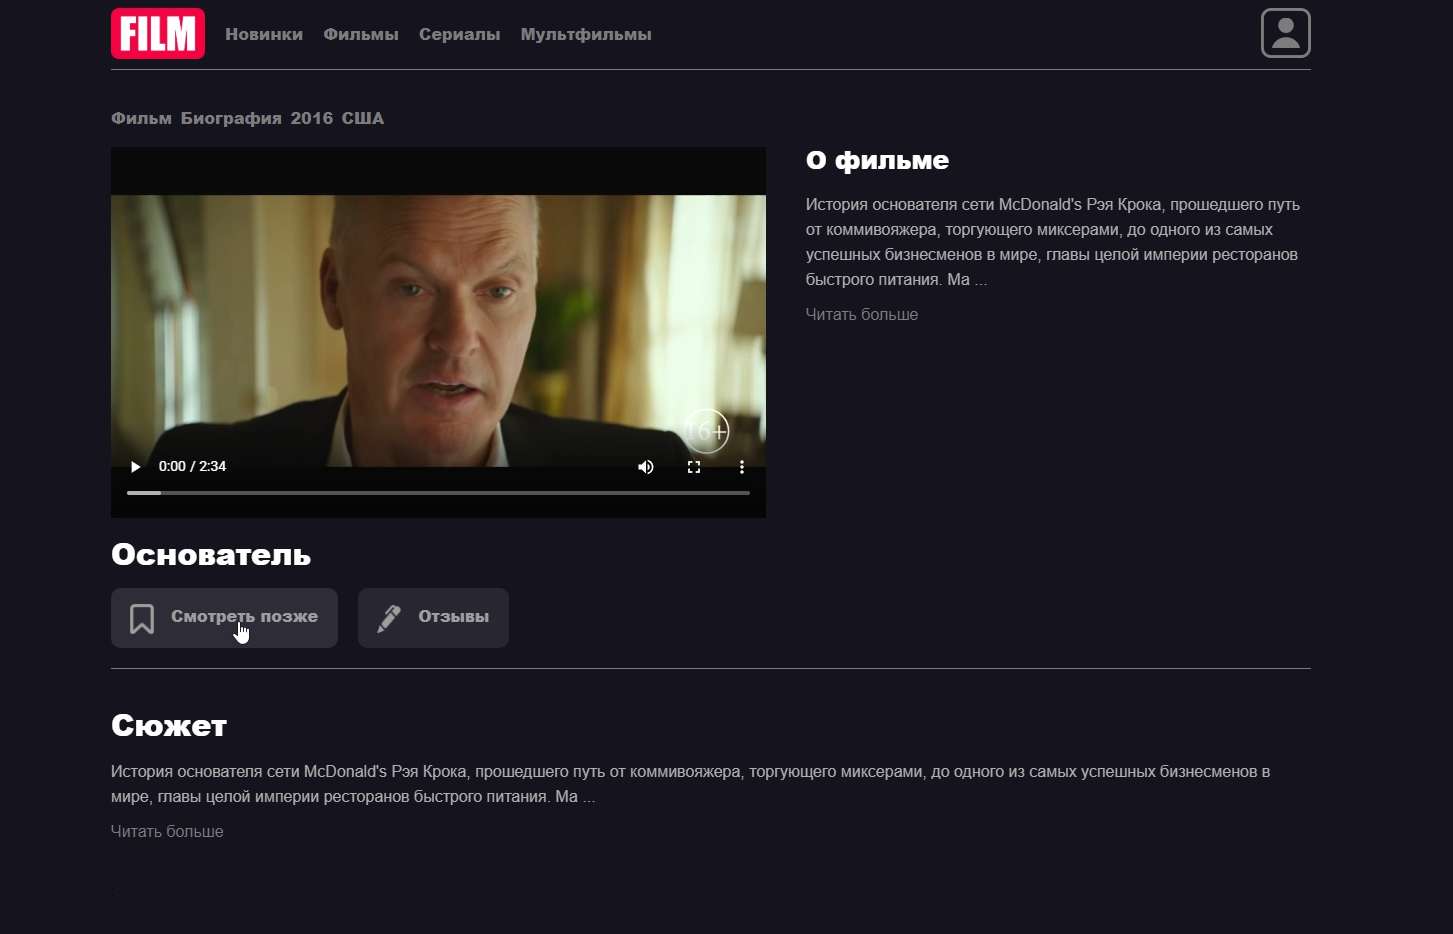 FILM
Новинки Фильмы Сериалы Мультфильмы
Фильм Биография 2016 США
О фильме
История основателя сети McDonald's Рэя Крока, прошедшего путь
от коммивояжера, торгующего миксерами, до одного из самых
успешных бизнесменов в мире, главы целой империи ресторанов
быстрого питания. Ма ...
Читать больше
16+
0:00 / 2:34
Основатель
Смотреть позже
Отзывы
Сюжет
История основателя сети McDonald's Рэя Крока, прошедшего путь от коммивояжера, торгующего миксерами, до одного из самых успешных бизнесменов в
мире, главы целой империи ресторанов быстрого питания. Ма ...
Читать больше